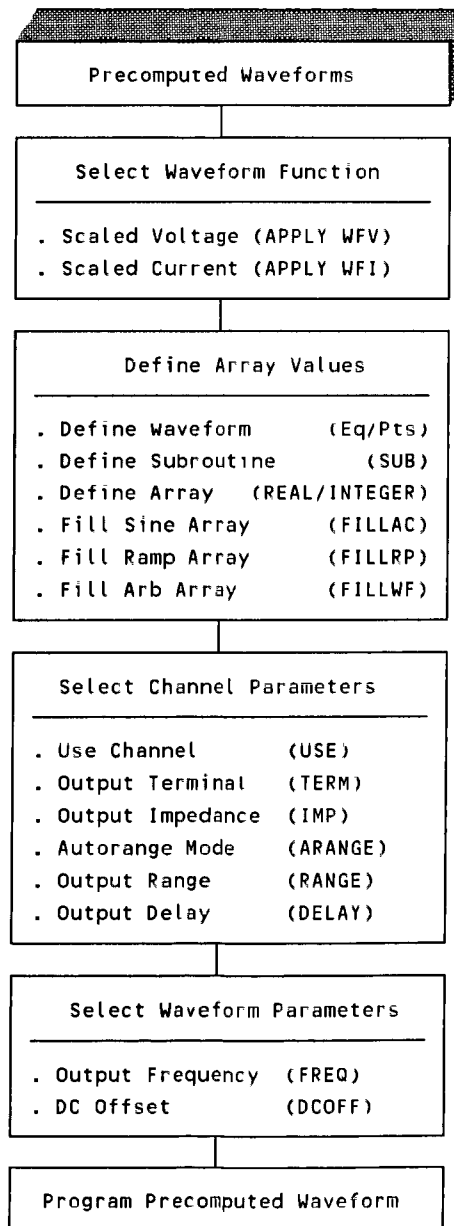 Precomputed Waveforms
Select Waveform Function
. Scaled Voltage (APPLY WFV)
. Scaled Current (APPLY WFI)
Define Array Values
. Define Waveform (Eq/Pts)
. Define Subroutine (SUB)
. Define Array (REAL/INTEGER)
. Fill Sine Array (FILLAC)
. Fill Ramp Array (FILLRP)
. Fill Arb Array (FILLWF)
Select Channel Parameters
. Use Channel (USE)
. Output Terminal (TERM)
. Output Impedance (IMP)
. Autorange Mode (ARANGE)
. Output Range (RANGE)
. Output Delay (DELAY)
Select Waveform Parameters
. Output Frequency (FREQ)
. DC Offset (DCOFF)
Program Precomputed Waveform